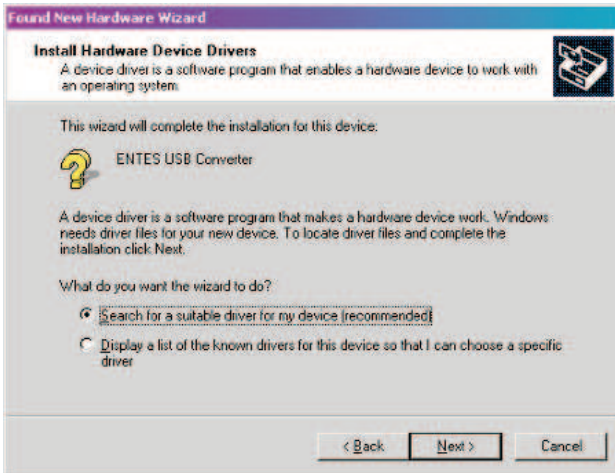 Found New Hardware Wizard
Install Hardware Device Drivers
A device driver is a software program that enables a hardware device to work with
an operating system.
This wizard will complete the installation for this device:
ENTES USB Converter
A device driver is a software program that makes a hardware device work. Windows
needs driver files for your new device. To locate driver files and complete the
installation click Next.
What do you want the wizard to do?
Search for a suitable driver for my device (recommended)
Display a list of the known drivers for this device so that I can choose a specific
driver
< Back Next > Cancel